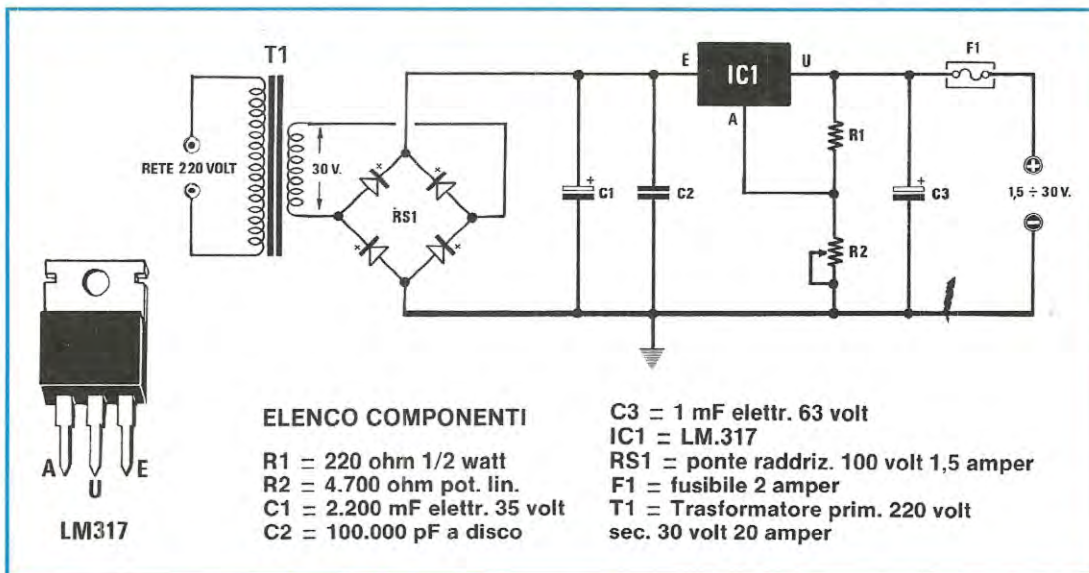 T1
RETE 220 VOLT
30 V.
RS1
C1
C2
E
IC1
U
A
R1
R2
C3
F1
1,5 ÷ 30 V.
A
U
E
LM317
ELENCO COMPONENTI
R1 = 220 ohm 1/2 watt
R2 = 4.700 ohm pot. lin.
C1 = 2.200 mF elettr. 35 volt
C2 = 100.000 pF a disco
C3 = 1 mF elettr. 63 volt
IC1 = LM.317
RS1 = ponte raddriz. 100 volt 1,5 amper
F1 = fusibile 2 amper
T1 = Trasformatore prim. 220 volt
sec. 30 volt 20 amper